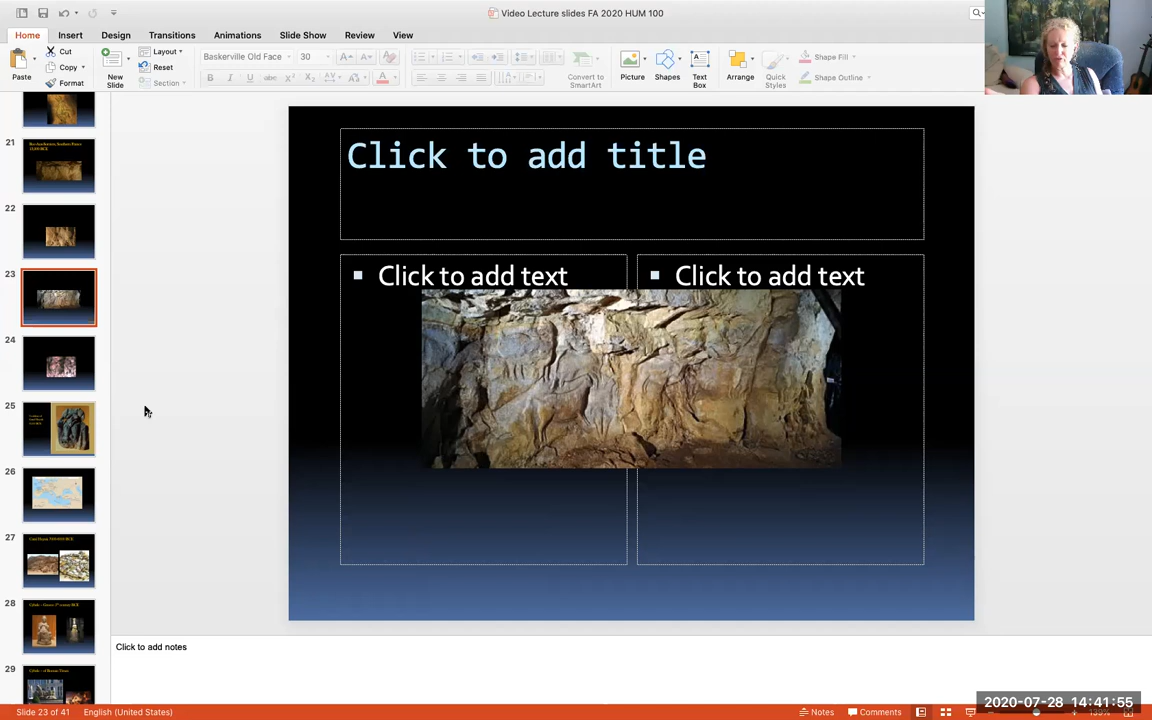 Video Lecture slides FA 2020 HUM 100
Home Insert Design Transitions Animations Slide Show Review View
Paste
Cut
Copy
Format
New
Slide
Layout
Reset
Section
Baskerville Old Face 30
Convert to
SmartArt
Picture
Shapes
Text
Box
Arrange
Quick
Styles
Shape Fill
Shape Outline
21
22
23
24
25
26
27
28
29
Click to add title
Click to add text
Click to add text
Click to add notes
Slide 23 of 41 English (United States)
Notes Comments
2020-07-28 14:41:55